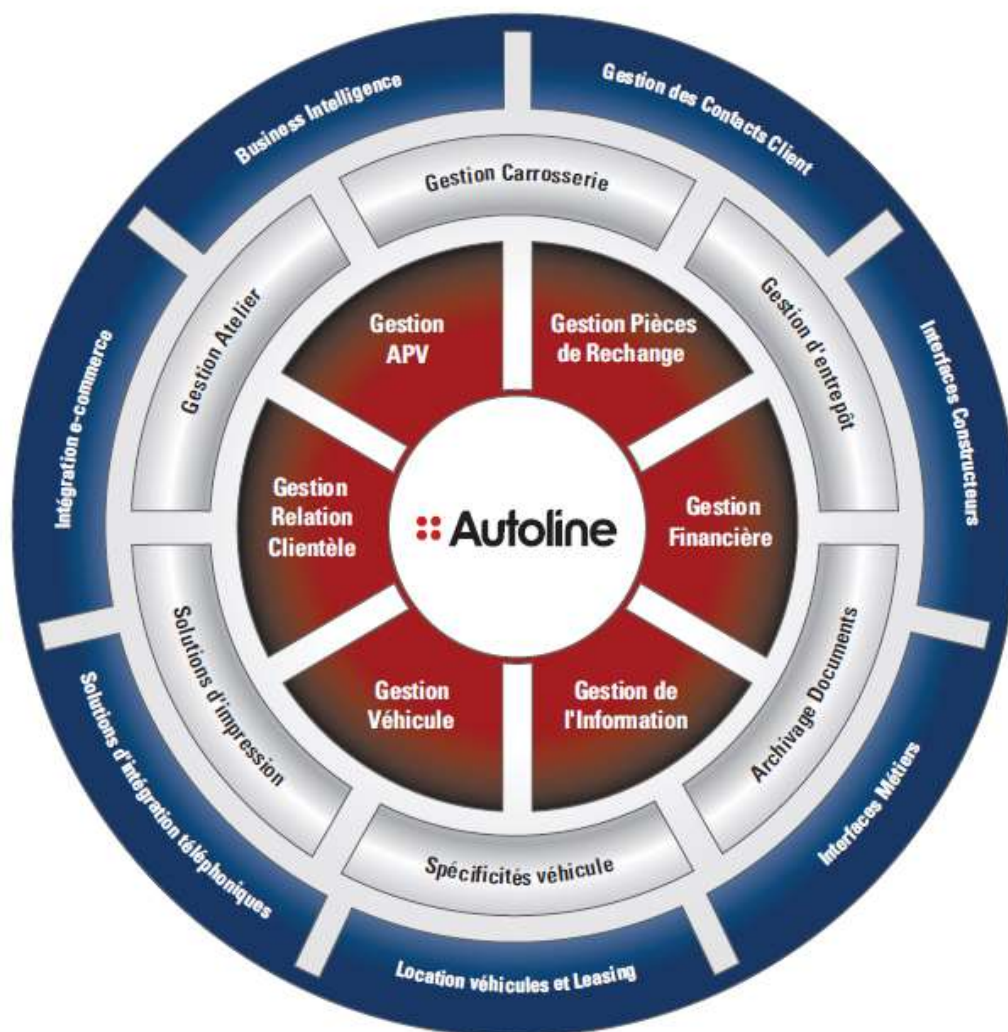 Business Intelligence
Gestion des Contacts Client
Interfaces Constructeurs
Interfaces Métiers
Location véhicules et Leasing
Solutions d'intégration téléphoniques
Intégration e-commerce
Gestion Carrosserie
Gestion d'entrepôt
Archivage Documents
Spécificités véhicule
Solutions d'impression
Gestion Atelier
Gestion
APV
Gestion Pièces
de Rechange
Gestion
Financière
Gestion de
l'Information
Gestion
Véhicule
Gestion
Relation
Clientèle
Autoline